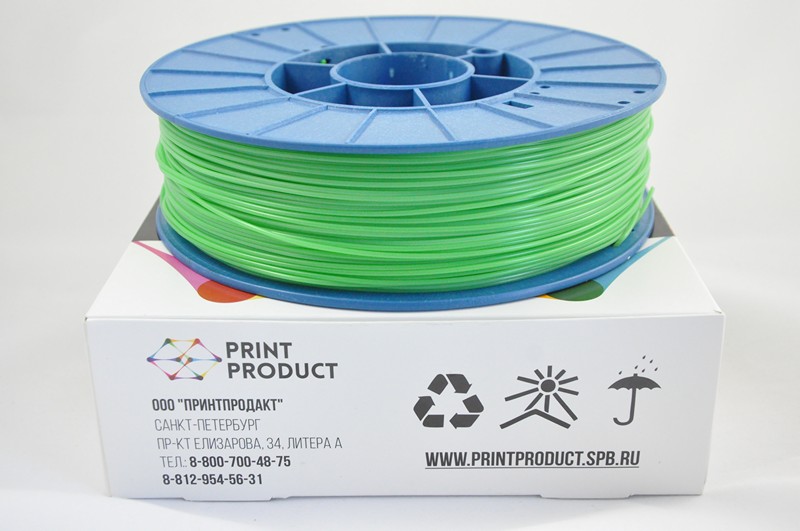 PRINT
PRODUCT
ООО "ПРИНТПРОДАКТ"
САНКТ-ПЕТЕРБУРГ
ПР-КТ ЕЛИЗАРОВА, 34, ЛИТЕРА А
ТЕЛ.: 8-800-700-48-75
8-812-954-56-31
WWW.PRINTPRODUCT.SPB.RU